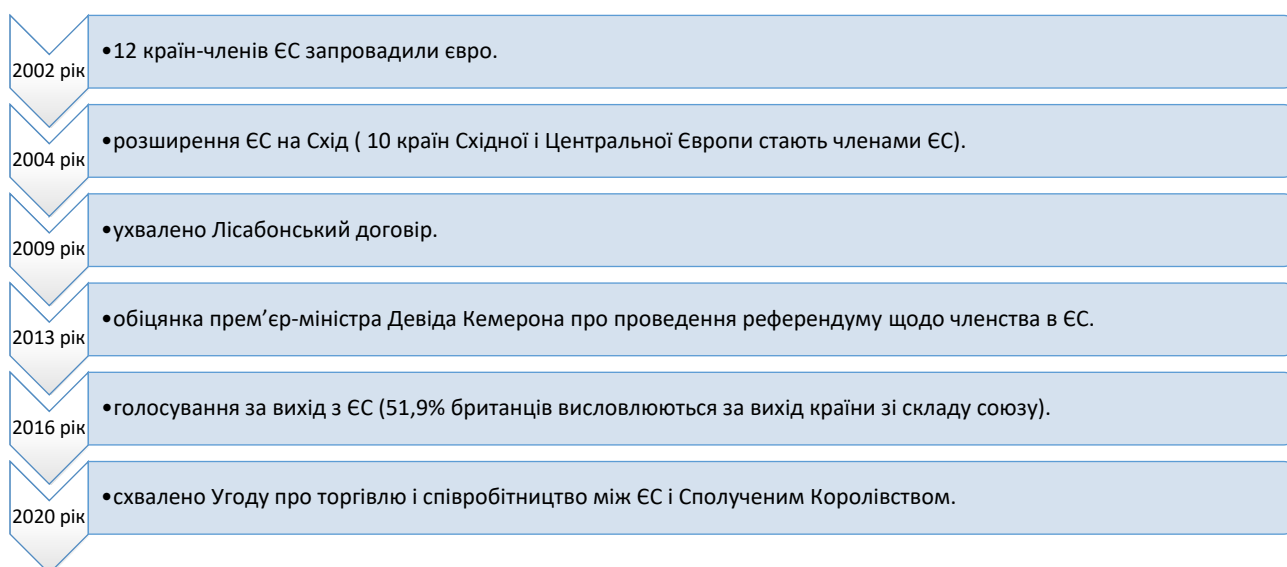 2002 рік
•12 країн-членів ЄС запровадили євро.
2004 рік
•розширення ЄС на Схід ( 10 країн Східної і Центральної Європи стають членами ЄС).
2009 рік
•ухвалено Лісабонський договір.
2013 рік
•обіцянка прем’єр-міністра Девіда Кемерона про проведення референдуму щодо членства в ЄС.
2016 рік
•голосування за вихід з ЄС (51,9% британців висловлюються за вихід країни зі складу союзу).
2020 рік
•схвалено Угоду про торгівлю і співробітництво між ЄС і Сполученим Королівством.